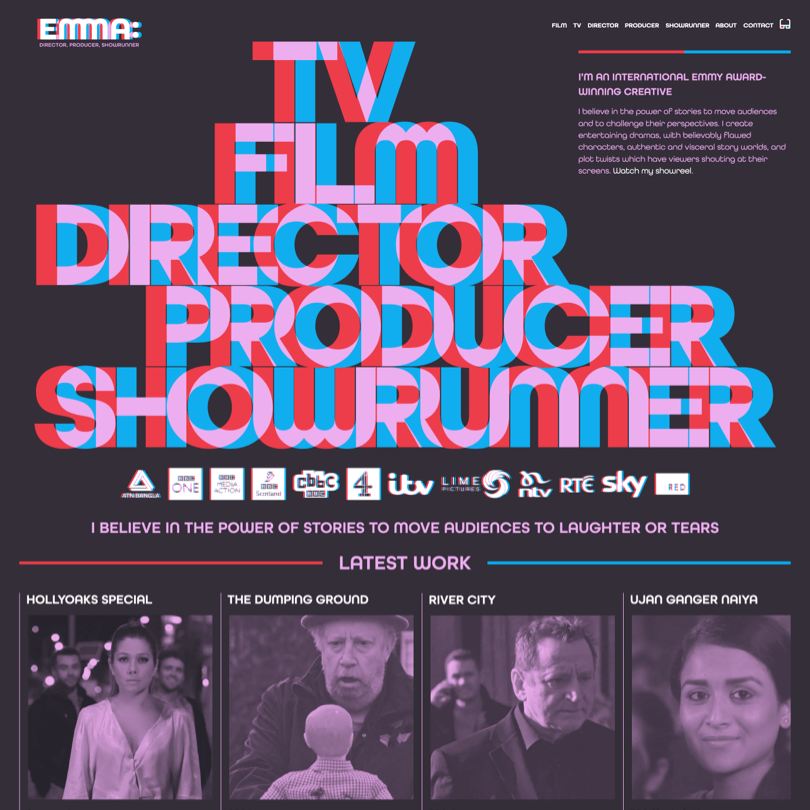 EMMA:
DIRECTOR, PRODUCER, SHOWRUNNER
FILM TV DIRECTOR PRODUCER SHOWRUNNER ABOUT CONTACT
TV
FILM
DIRECTOR
PRODUCER
SHOWRUNNER
I'M AN INTERNATIONAL EMMY AWARD-
WINNING CREATIVE
I believe in the power of stories to move audiences
and to challenge their perspectives. I create
entertaining dramas, with believably flawed
characters, authentic and visceral story worlds, and
plot twists which have viewers shouting at their
screens. Watch my showreel.
ATN BANGLA
BBC
ONE
BBC
MEDIA
ACTION
BBC
Scotland
cbbc
BBC
4
itv
LIME
PICTURES
ntv
RTÉ
sky
RED
I BELIEVE IN THE POWER OF STORIES TO MOVE AUDIENCES TO LAUGHTER OR TEARS
LATEST WORK
HOLLYOAKS SPECIAL
THE DUMPING GROUND
RIVER CITY
UJAN GANGER NAIYA